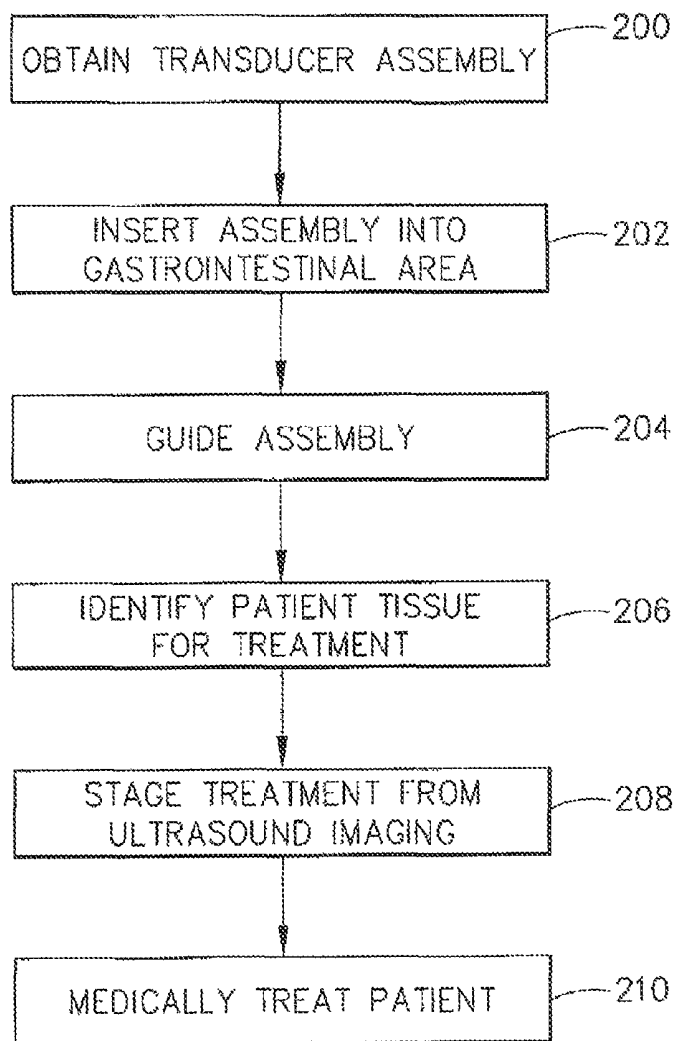 OBTAIN TRANSDUCER ASSEMBLY
200
INSERT ASSEMBLY INTO
GASTROINTESTINAL AREA
202
GUIDE ASSEMBLY
204
IDENTIFY PATIENT TISSUE
FOR TREATMENT
206
STAGE TREATMENT FROM
ULTRASOUND IMAGING
208
MEDICALLY TREAT PATIENT
210